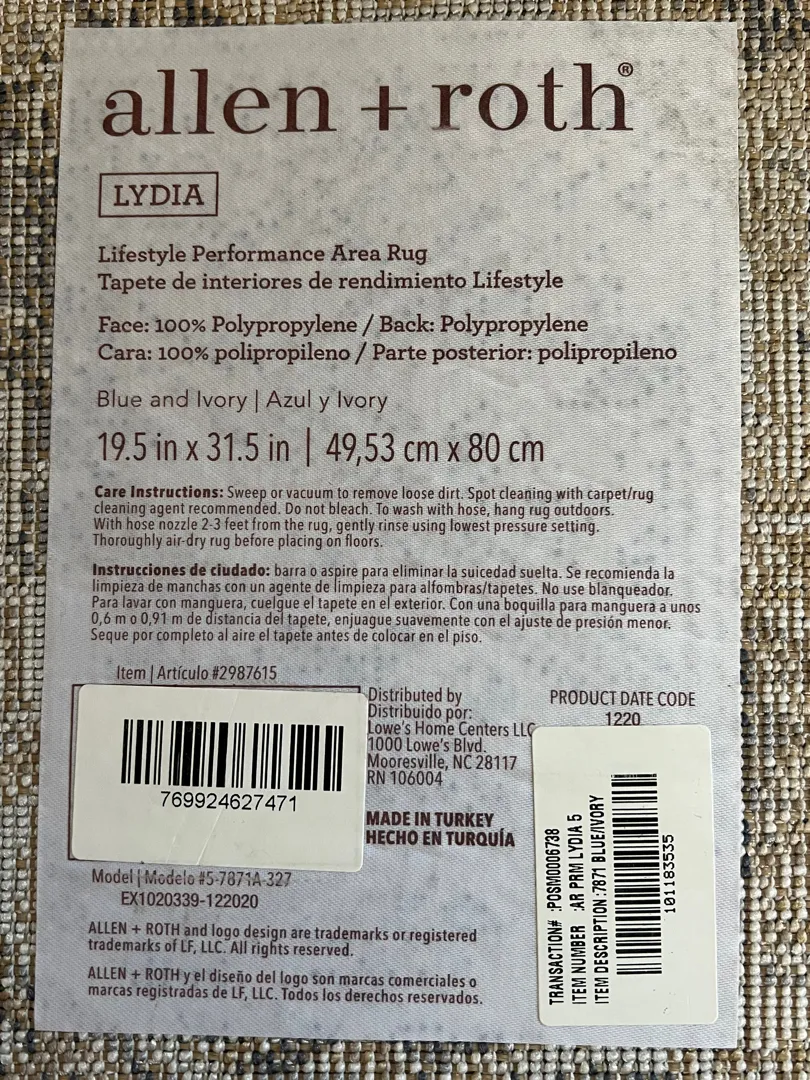 allen + roth®
LYDIA
Lifestyle Performance Area Rug
Tapete de interiores de rendimiento Lifestyle
Face: 100% Polypropylene / Back: Polypropylene
Cara: 100% polipropileno / Parte posterior: polipropileno
Blue and Ivory | Azul y Ivory
19.5 in x 31.5 in | 49,53 cm x 80 cm
Care Instructions: Sweep or vacuum to remove loose dirt. Spot cleaning with carpet/rug
cleaning agent recommended. Do not bleach. To wash with hose, hang rug outdoors.
With hose nozzle 2-3 feet from the rug, gently rinse using lowest pressure setting.
Thoroughly air-dry rug before placing on floors.
Instrucciones de ciudado: barra o aspire para eliminar la suicedad suelta. Se recomienda la
limpieza de manchas con un agente de limpieza para alfombras/tapetes. No use blanqueador.
Para lavar con manguera, cuelgue el tapete en el exterior. Con una boquilla para manguera a unos
0,6 m o 0,91 m de distancia del tapete, enjuague suavemente con el ajuste de presión menor.
Seque por completo al aire el tapete antes de colocar en el piso.
Item | Artículo #2987615
769924627471
Distributed by
Distribuido por:
Lowe's Home Centers LLC
1000 Lowe's Blvd.
Mooresville, NC 28117
RN 106004
MADE IN TURKEY
HECHO EN TURQUÍA
PRODUCT DATE CODE
1220
TRANSACTION# :POSM0006738
ITEM NUMBER :AR PRM LYDIA 5
ITEM DESCRIPTION:7871 BLUE/IVORY
101183535
Model | Modelo #5-7871A-327
EX1020339-122020
ALLEN + ROTH and logo design are trademarks or registered
trademarks of LF, LLC. All rights reserved.
ALLEN + ROTH y el diseño del logo son marcas comerciales o
marcas registradas de LF, LLC. Todos los derechos reservados.